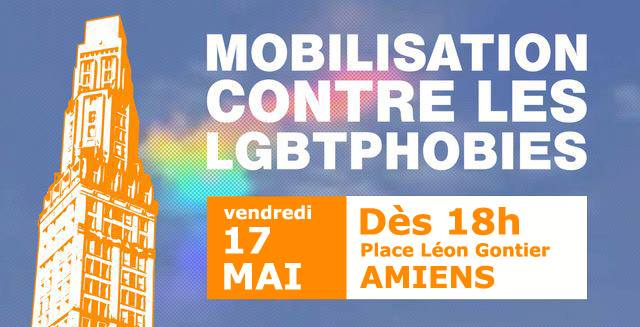 MOBILISATION
CONTRE LES
LGBTPHOBIES
vendredi
17
MAI
Dès 18h
Place Léon Gontier
AMIENS